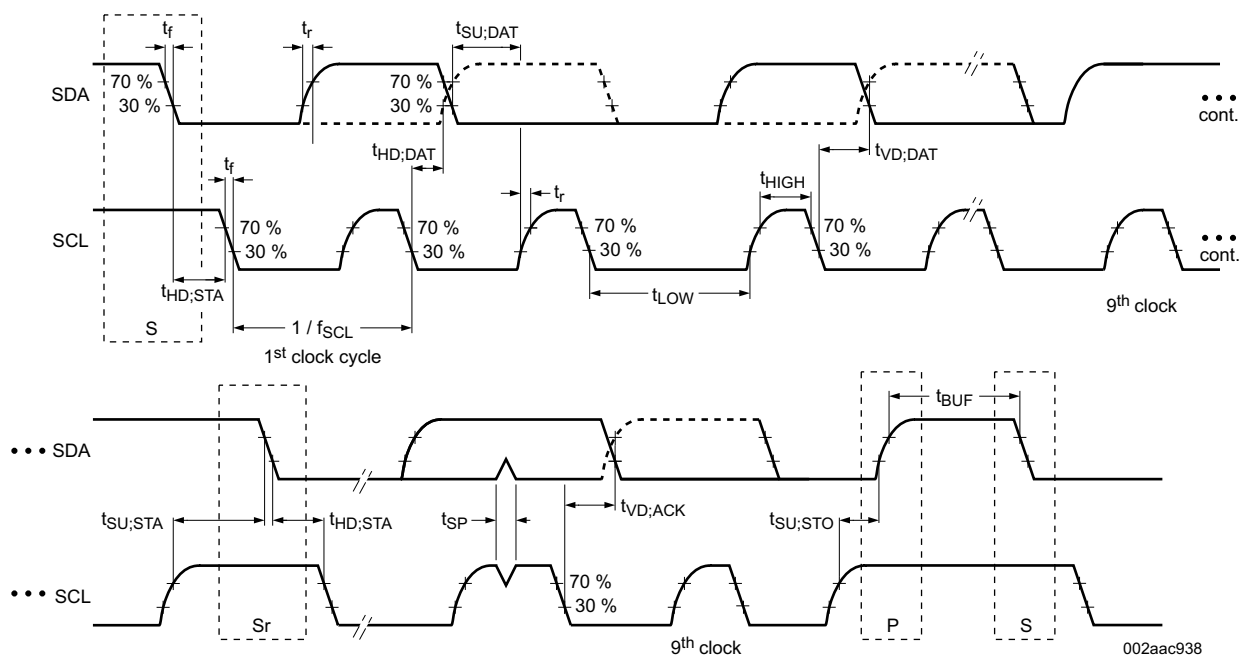 tf
tr
tSU;DAT
70 %
30 %
70 %
30 %
SDA
cont.
tHD;DAT
tVD;DAT
tf
tr
tHIGH
70 %
30 %
70 %
30 %
70 %
30 %
SCL
cont.
tHD;STA
tLOW
9th clock
S
1 / fSCL
1st clock cycle
tBUF
••• SDA
tSU;STA
tHD;STA
tSP
tVD;ACK
tSU;STO
70 %
30 %
••• SCL
Sr
9th clock
P
S
002aac938